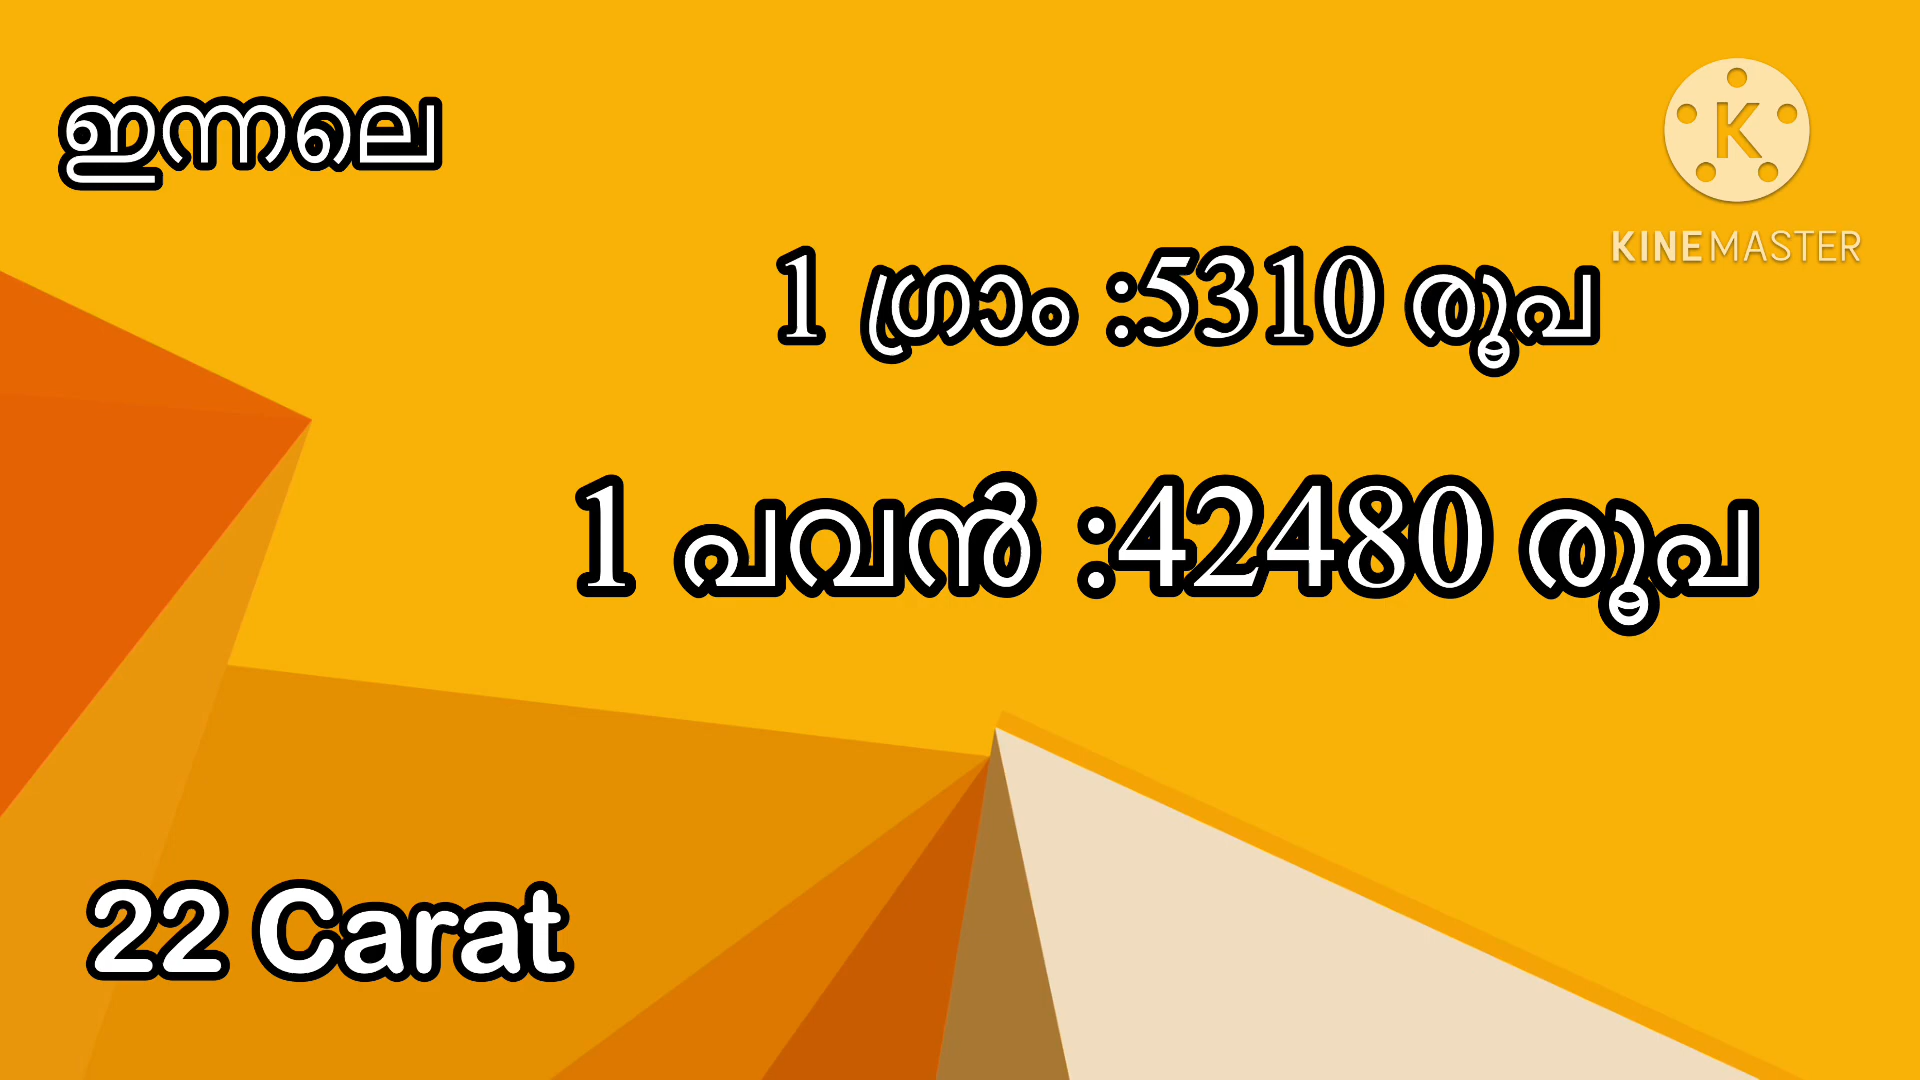 ഇന്നലെ
K
KINEMASTER
1 ഗ്രാം :5310 രൂപ
1 പവൻ :42480 രൂപ
22 Carat